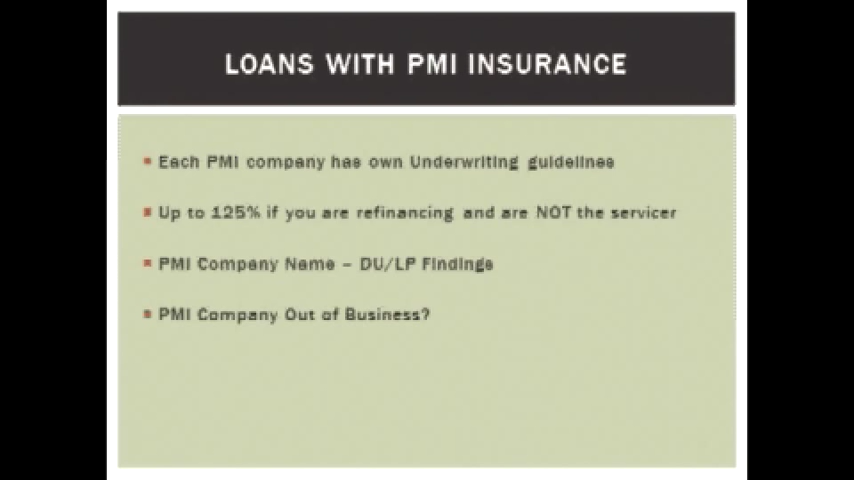 LOANS WITH PMI INSURANCE
Each PMI company has own Underwriting guidelines
Up to 125% if you are refinancing and are NOT the servicer
PMI Company Name – DU/LP Findings
PMI Company Out of Business?